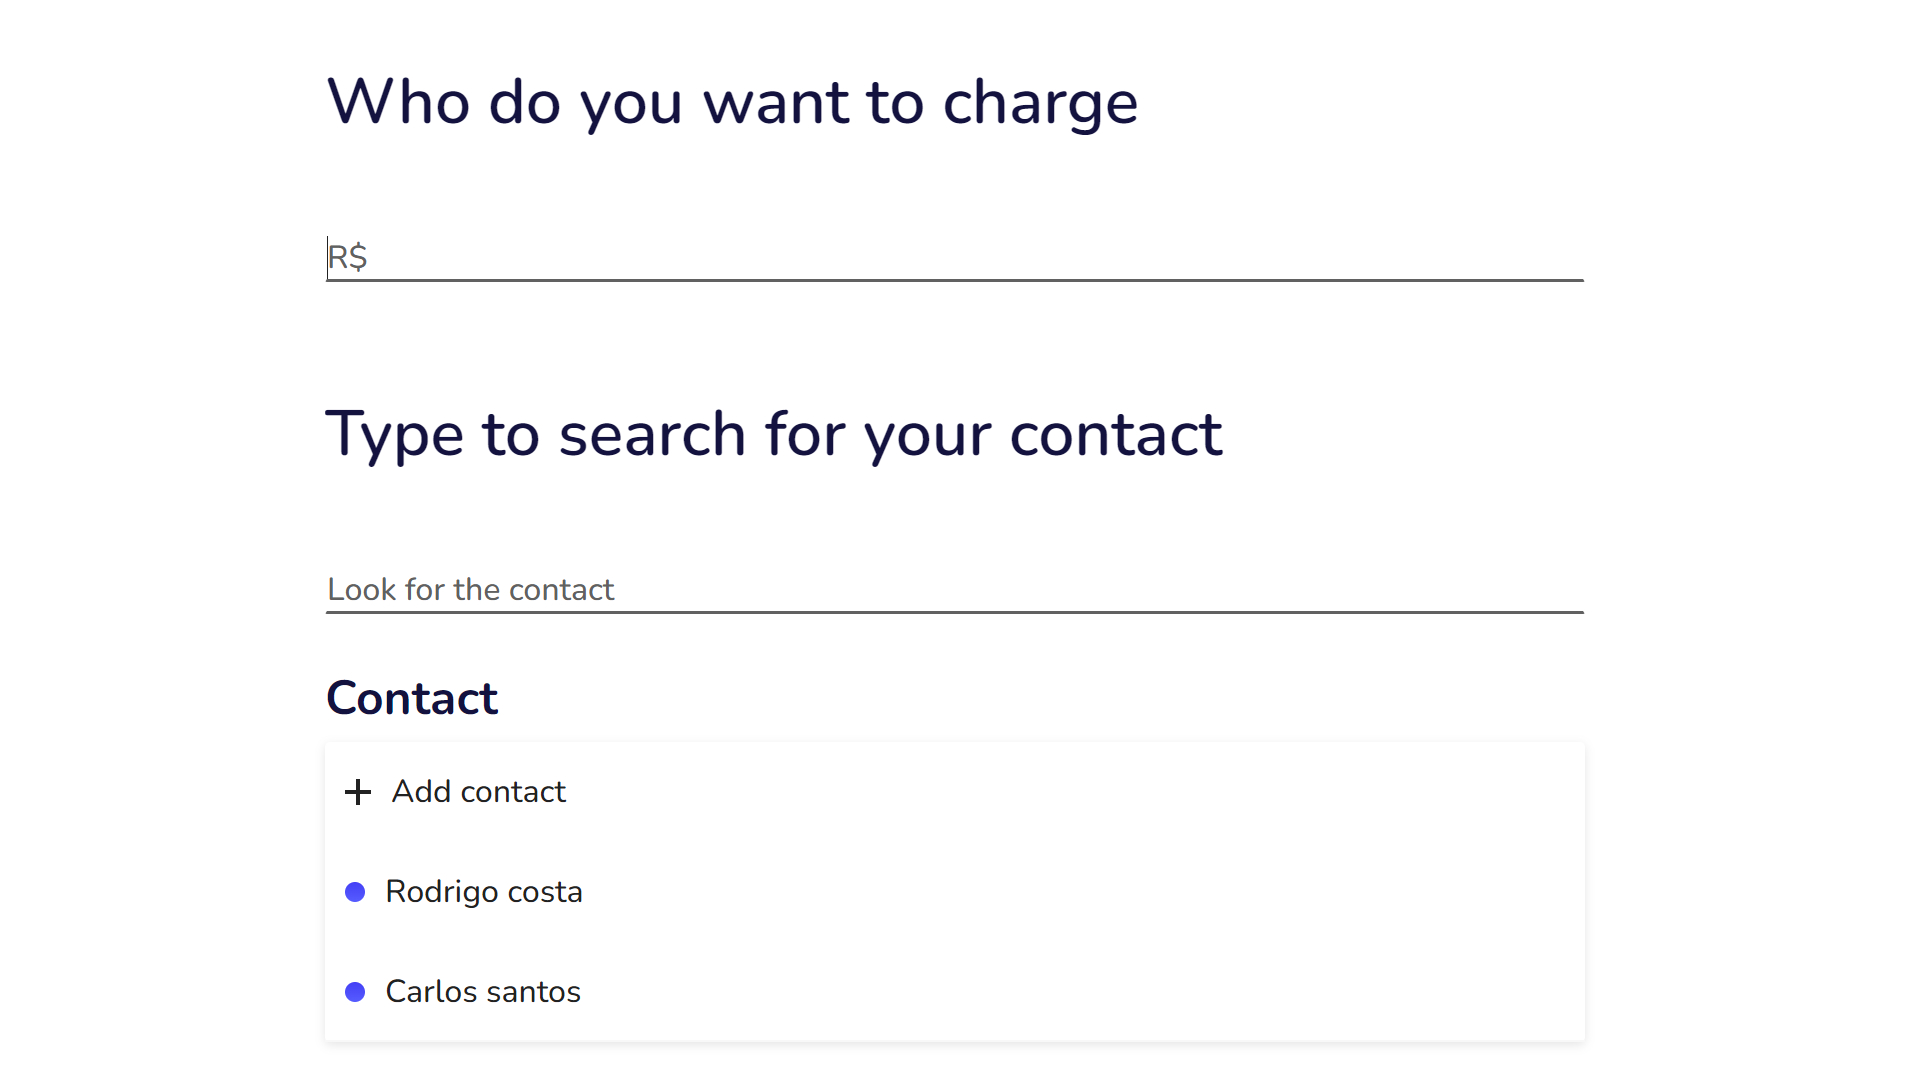 Who do you want to charge
R$
Type to search for your contact
Look for the contact
Contact
Add contact
Rodrigo costa
Carlos santos